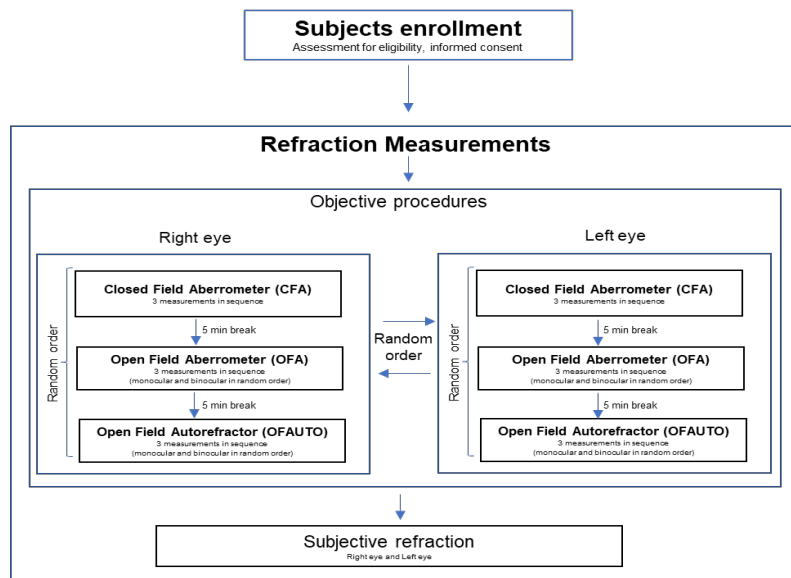 Subjects enrollment
Assessment for eligibility, informed consent
Refraction Measurements
Objective procedures
Right eye
Random order
Closed Field Aberrometer (CFA)
3 measurements in sequence
5 min break
Open Field Aberrometer (OFA)
3 measurements in sequence
(monocular and binocular in random order)
5 min break
Open Field Autorefractor (OFAUTO)
3 measurements in sequence
(monocular and binocular in random order)
Random
order
Left eye
Random order
Closed Field Aberrometer (CFA)
3 measurements in sequence
5 min break
Open Field Aberrometer (OFA)
3 measurements in sequence
(monocular and binocular in random order)
5 min break
Open Field Autorefractor (OFAUTO)
3 measurements in sequence
(monocular and binocular in random order)
Subjective refraction
Right eye and Left eye